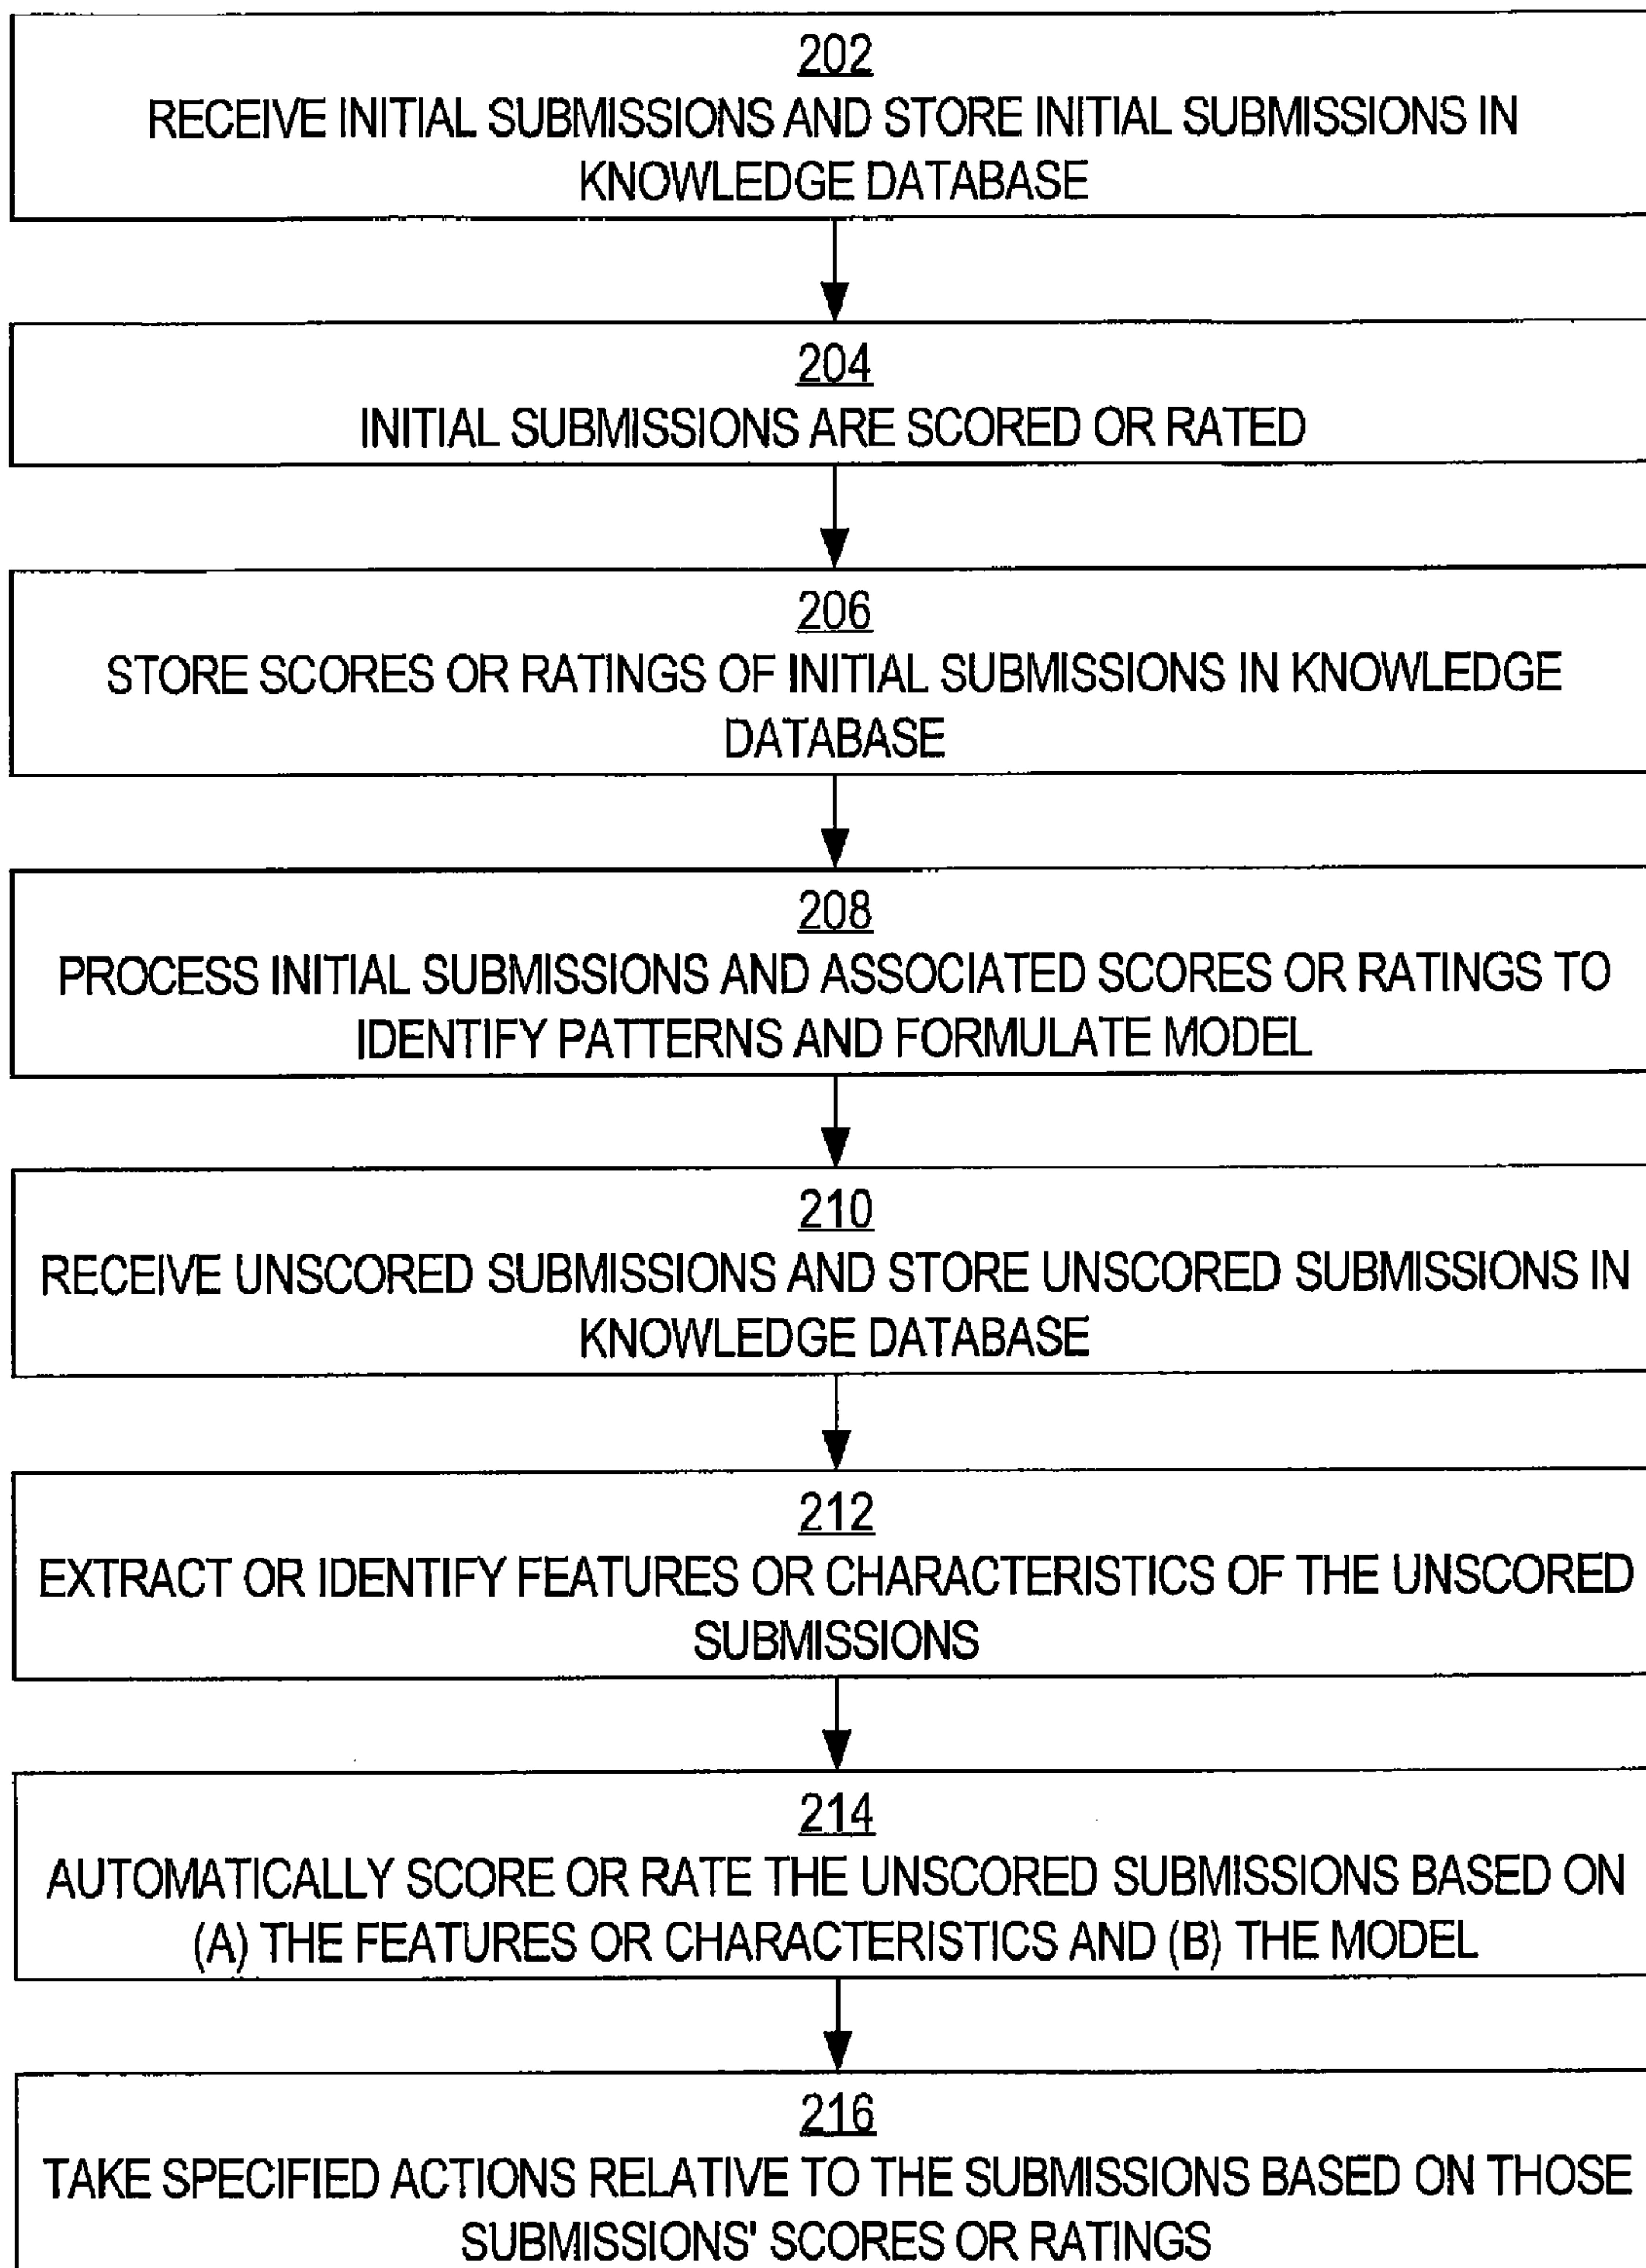 202
RECEIVE INITIAL SUBMISSIONS AND STORE INITIAL SUBMISSIONS IN
KNOWLEDGE DATABASE
204
INITIAL SUBMISSIONS ARE SCORED OR RATED
206
STORE SCORES OR RATINGS OF INITIAL SUBMISSIONS IN KNOWLEDGE
DATABASE
208
PROCESS INITIAL SUBMISSIONS AND ASSOCIATED SCORES OR RATINGS TO
IDENTIFY PATTERNS AND FORMULATE MODEL
210
RECEIVE UNSCORED SUBMISSIONS AND STORE UNSCORED SUBMISSIONS IN
KNOWLEDGE DATABASE
212
EXTRACT OR IDENTIFY FEATURES OR CHARACTERISTICS OF THE UNSCORED
SUBMISSIONS
214
AUTOMATICALLY SCORE OR RATE THE UNSCORED SUBMISSIONS BASED ON
(A) THE FEATURES OR CHARACTERISTICS AND (B) THE MODEL
216
TAKE SPECIFIED ACTIONS RELATIVE TO THE SUBMISSIONS BASED ON THOSE
SUBMISSIONS' SCORES OR RATINGS